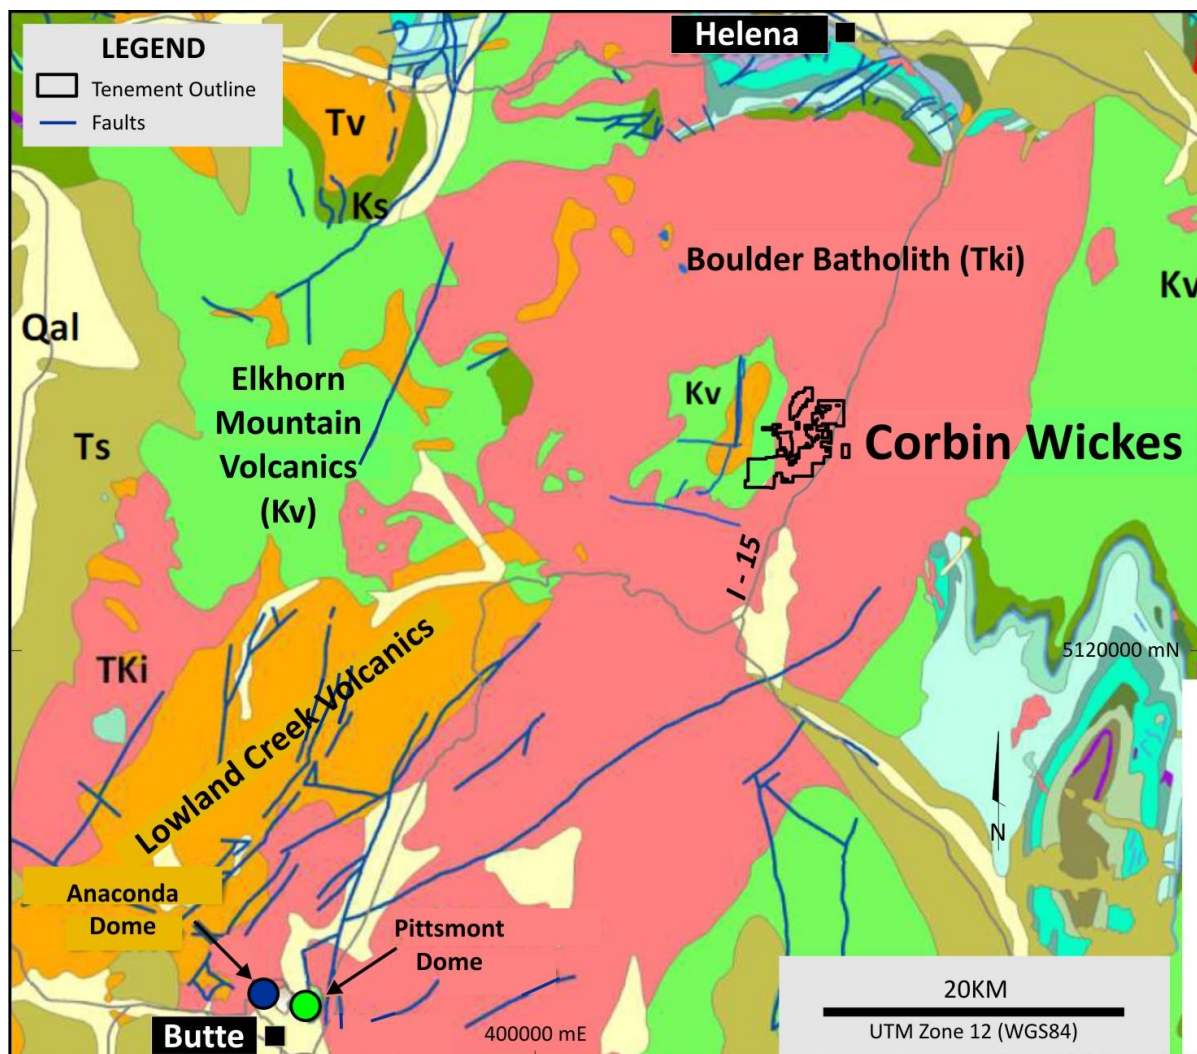 LEGEND
Tenement Outline
Faults
Helena
Tv
Ks
Boulder Batholith (Tki)
Kv
Qal
Elkhorn
Mountain
Volcanics
(Kv)
Kv
Corbin Wickes
Ts
I - 15
5120000 mN
TKi
Lowland Creek Volcanics
N
Anaconda
Dome
Pittsmont
Dome
20KM
UTM Zone 12 (WGS84)
Butte
400000 mE